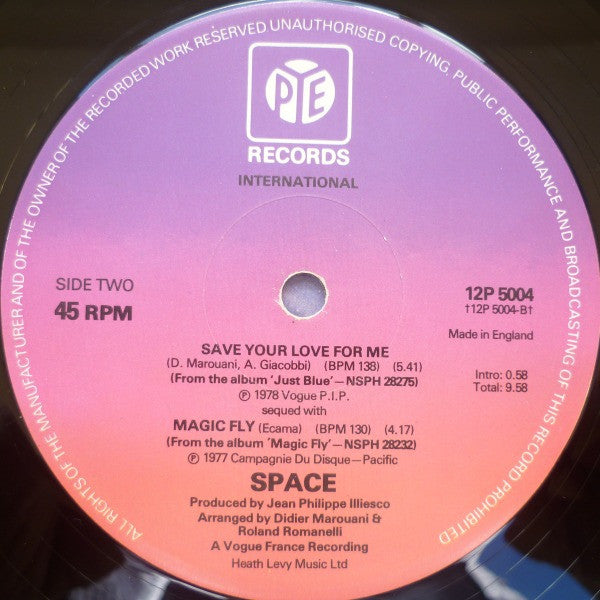 ALL RIGHTS OF THE MANUFACTURER AND OF THE OWNER OF THE RECORDED WORK RESERVED UNAUTHORISED COPYING, PUBLIC PERFORMANCE AND BROADCASTING OF THIS RECORD PROHIBITED
PYE
RECORDS
INTERNATIONAL
SIDE TWO
45 RPM
12P 5004
†12P 5004-B†
Made in England
SAVE YOUR LOVE FOR ME
(D. Marouani, A. Giacobbi) (BPM 138) (5.41)
(From the album 'Just Blue'—NSPH 28275)
℗ 1978 Vogue P.I.P.
sequed with
Intro: 0.58
Total: 9.58
MAGIC FLY (Ecama) (BPM 130) (4.17)
(From the album 'Magic Fly'—NSPH 28232)
℗ 1977 Campagnie Du Disque—Pacific
SPACE
Produced by Jean Philippe Illiesco
Arranged by Didier Marouani &
Roland Romanelli
A Vogue France Recording
Heath Levy Music Ltd